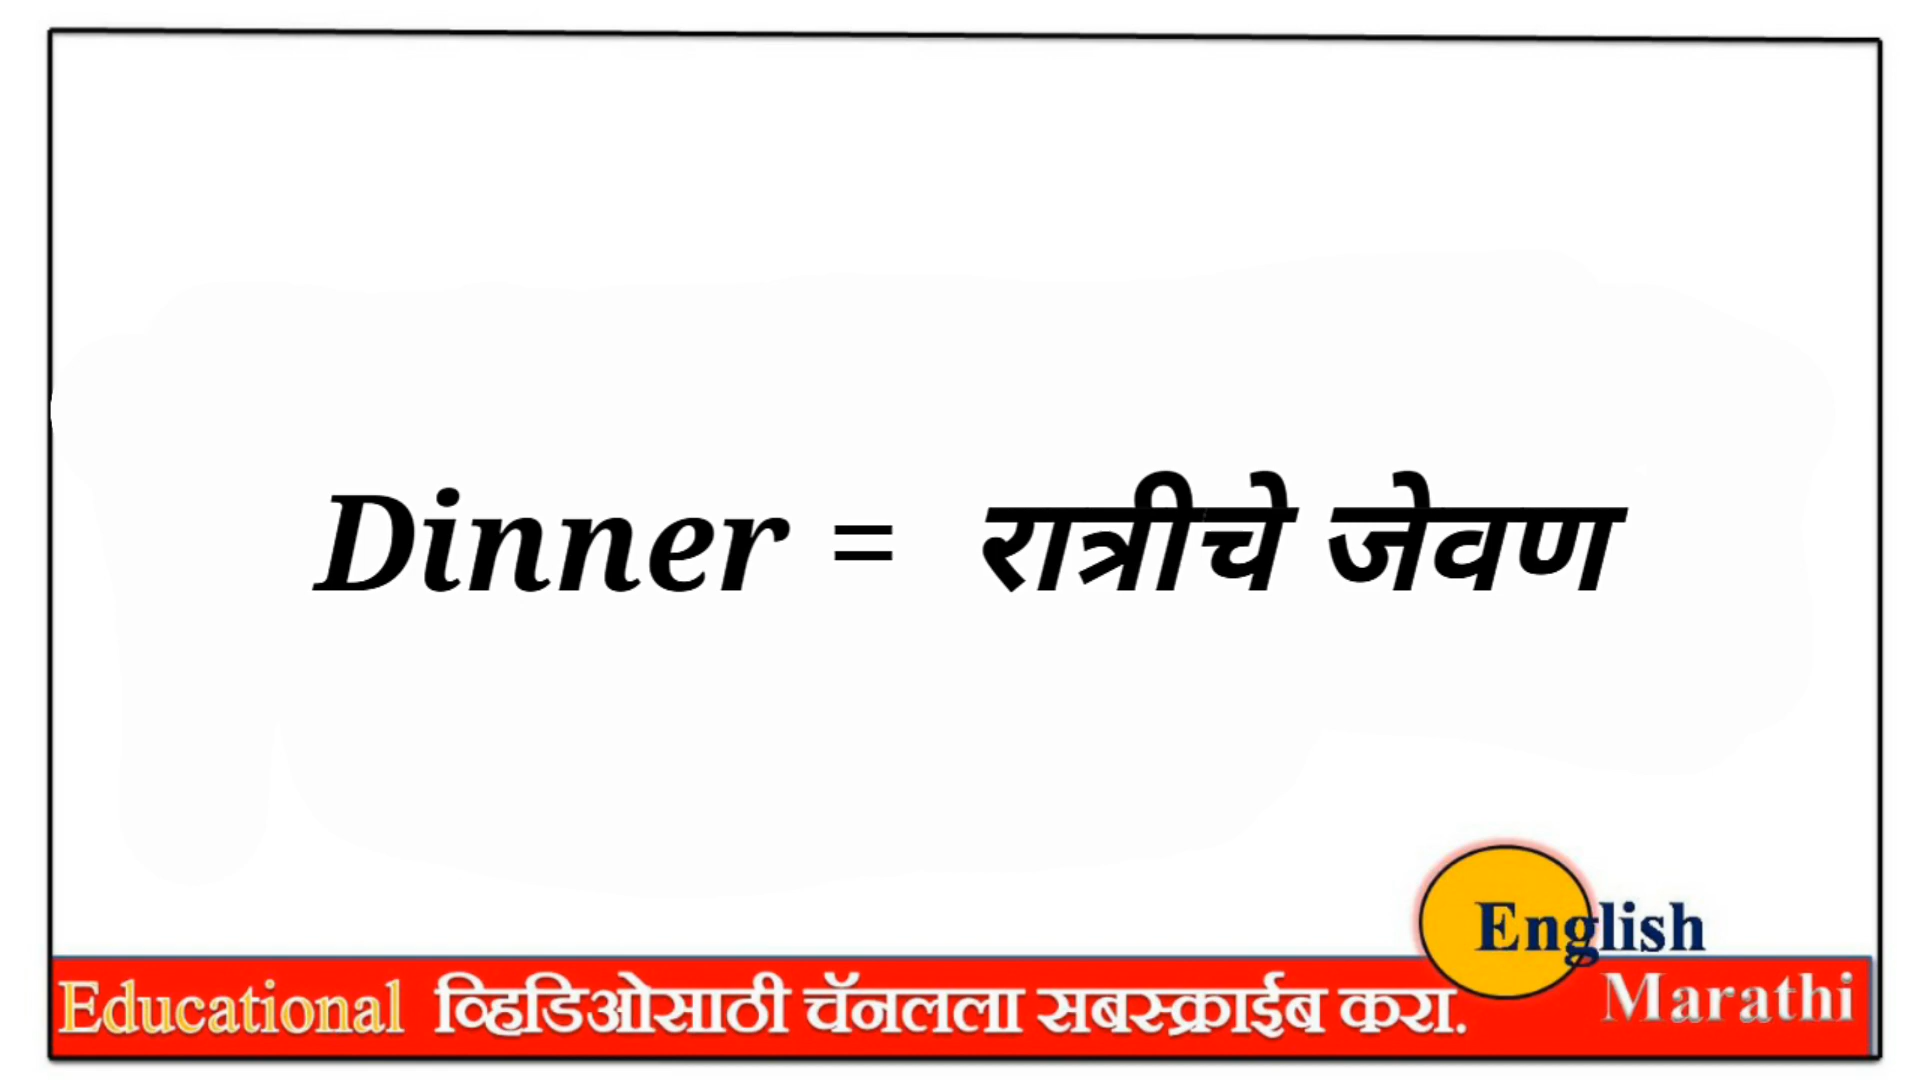 Dinner = रात्रीचे जेवण
English
Educational व्हिडिओसाठी चॅनलला सबस्क्राईब करा.
Marathi